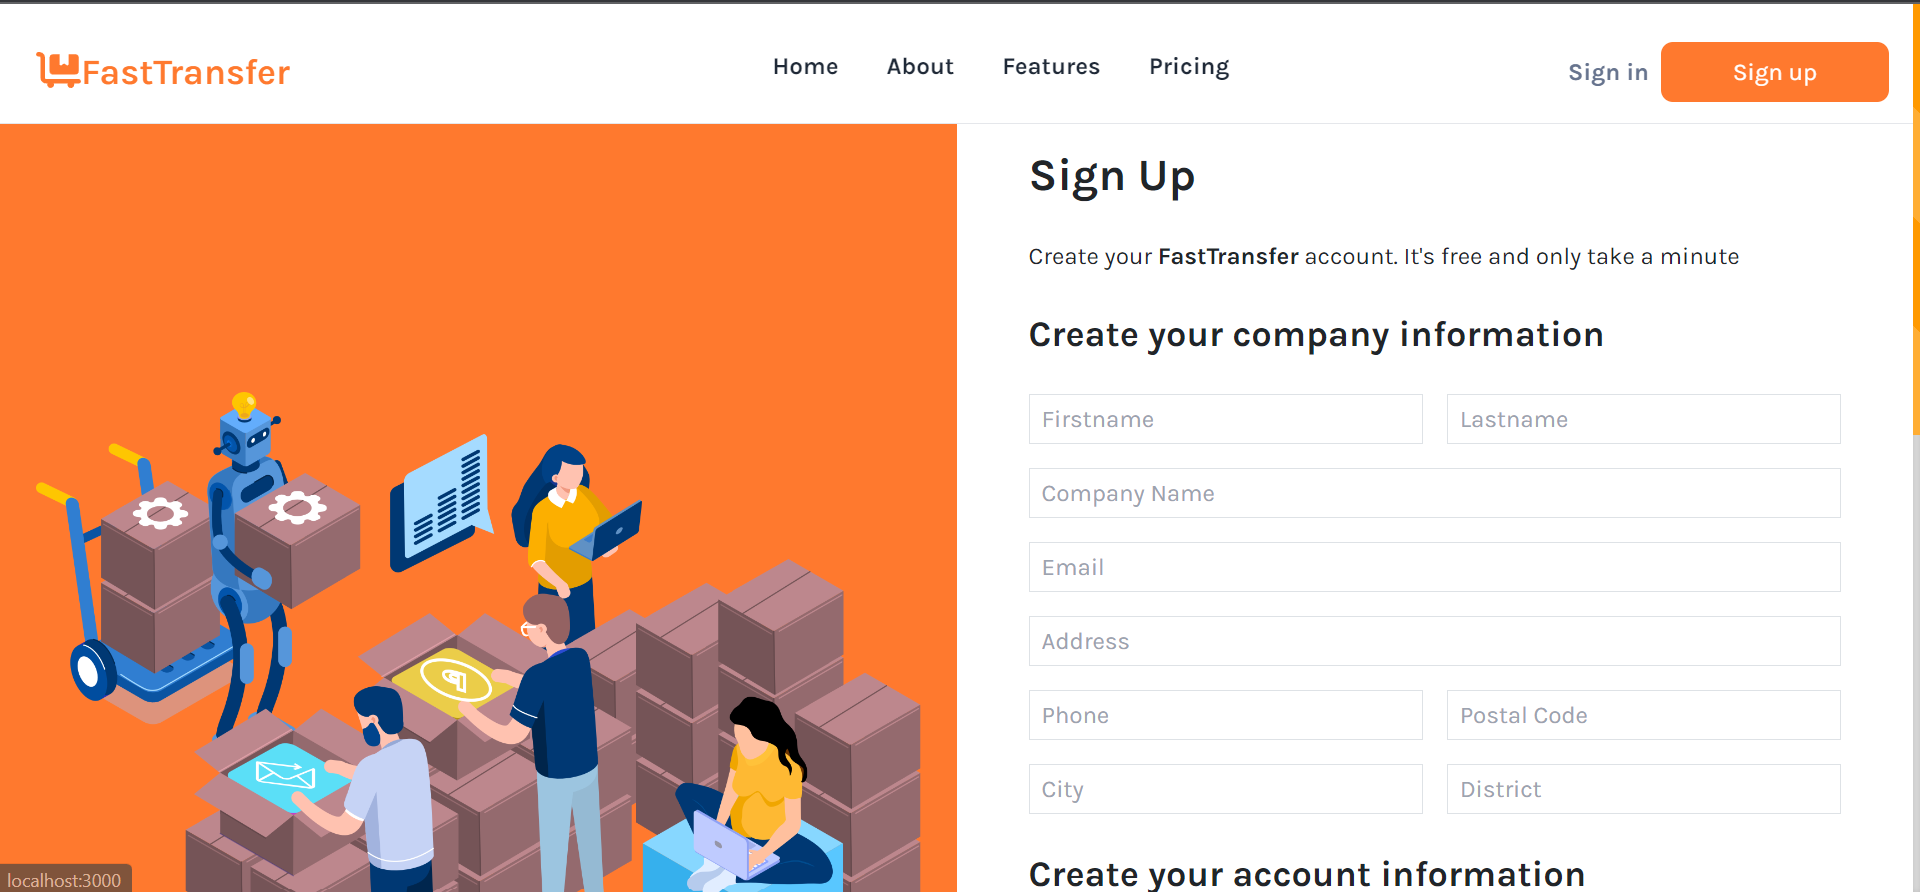 FastTransfer
Home About Features Pricing
Sign in Sign up
Sign Up
Create your FastTransfer account. It's free and only take a minute
Create your company information
Firstname Lastname
Company Name
Email
Address
Phone Postal Code
City District
Create your account information
localhost:3000